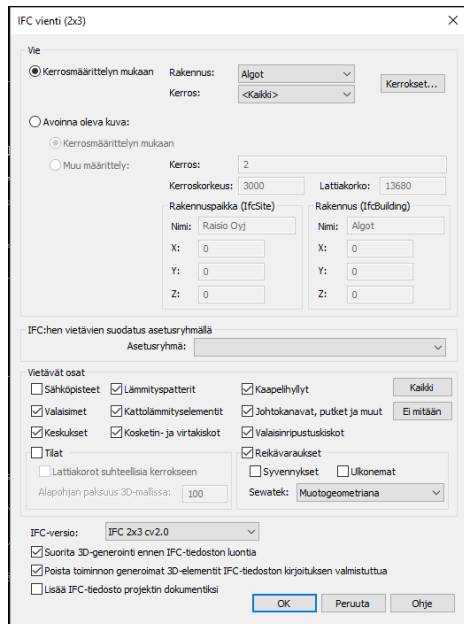 IFC vienti (2x3)
Vie
Kerrosmäärittelyn mukaan Rakennus: Algot Kerrokset...
Kerros: <Kaikki>
Avoinna oleva kuva:
Kerrosmäärittelyn mukaan
Muu määrittely: Kerros: 2
Kerroskorkeus: 3000 Lattiakorko: 13680
Rakennuspaikka (IfcSite) Rakennus (IfcBuilding)
Nimi: Raisio Oyj Nimi: Algot
X: 0 X: 0
Y: 0 Y: 0
Z: 0 Z: 0
IFC:hen vietävien suodatus asetusryhmällä
Asetusryhmä:
Vietävät osat
Sähköpisteet Lämmityspatterit Kaapelihyllyt Kaikki
Valaisimet Kattolämmityselementit Johtokanavat, putket ja muut Ei mitään
Keskukset Kosketin- ja virtakiskot Valaisinripustuskiskot
Tilat Reikävaraukset
Lattiakorot suhteellisia kerrokseen Syvennykset Ulkonemat
Alapohjan paksuus 3D-mallissa: 100 Sewatek: Muotogeometriana
IFC-versio: IFC 2x3 cv2.0
Suorita 3D-generointi ennen IFC-tiedoston luontia
Poista toiminnon generoimat 3D-elementit IFC-tiedoston kirjoituksen valmistuttua
Lisää IFC-tiedosto projektin dokumentiksi
OK Peruuta Ohje